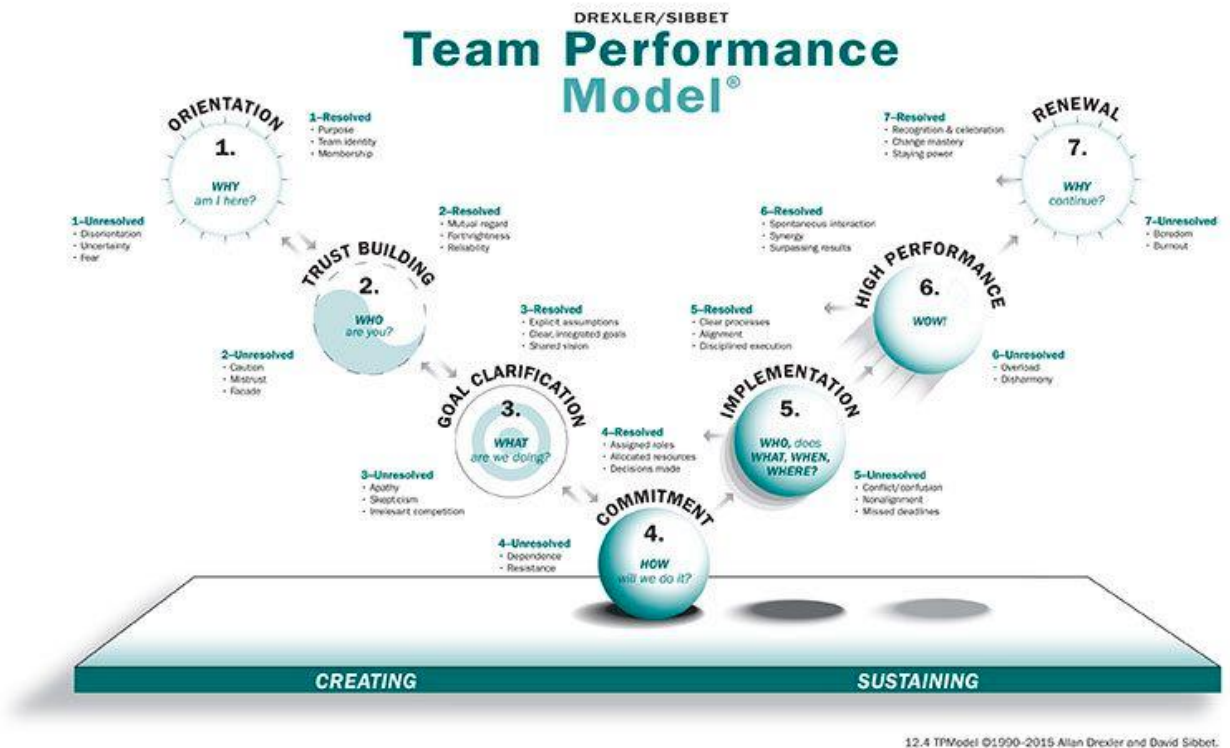 DREXLER/SIBBET
Team Performance
Model®
ORIENTATION
1.
WHY
am I here?
1–Resolved
• Purpose
• Team identity
• Membership
1–Unresolved
• Disorientation
• Uncertainty
• Fear
TRUST BUILDING
2.
WHO
are you?
2–Resolved
• Mutual regard
• Forthrightness
• Reliability
2–Unresolved
• Caution
• Mistrust
• Facade
GOAL CLARIFICATION
3.
WHAT
are we doing?
3–Resolved
• Explicit assumptions
• Clear, integrated goals
• Shared vision
3–Unresolved
• Apathy
• Skepticism
• Irrelevant competition
COMMITMENT
4.
HOW
will we do it?
4–Resolved
• Assigned roles
• Allocated resources
• Decisions made
4–Unresolved
• Dependence
• Resistance
IMPLEMENTATION
5.
WHO, does
WHAT, WHEN,
WHERE?
5–Resolved
• Clear processes
• Alignment
• Disciplined execution
5–Unresolved
• Conflict/confusion
• Nonalignment
• Missed deadlines
HIGH PERFORMANCE
6.
WOW!
6–Resolved
• Spontaneous interaction
• Synergy
• Surpassing results
6–Unresolved
• Overload
• Disharmony
RENEWAL
7.
WHY
continue?
7–Resolved
• Recognition & celebration
• Change mastery
• Staying power
7–Unresolved
• Boredom
• Burnout
CREATING
SUSTAINING
12.4 TPModel ©1990–2015 Allan Drexler and David Sibbet.